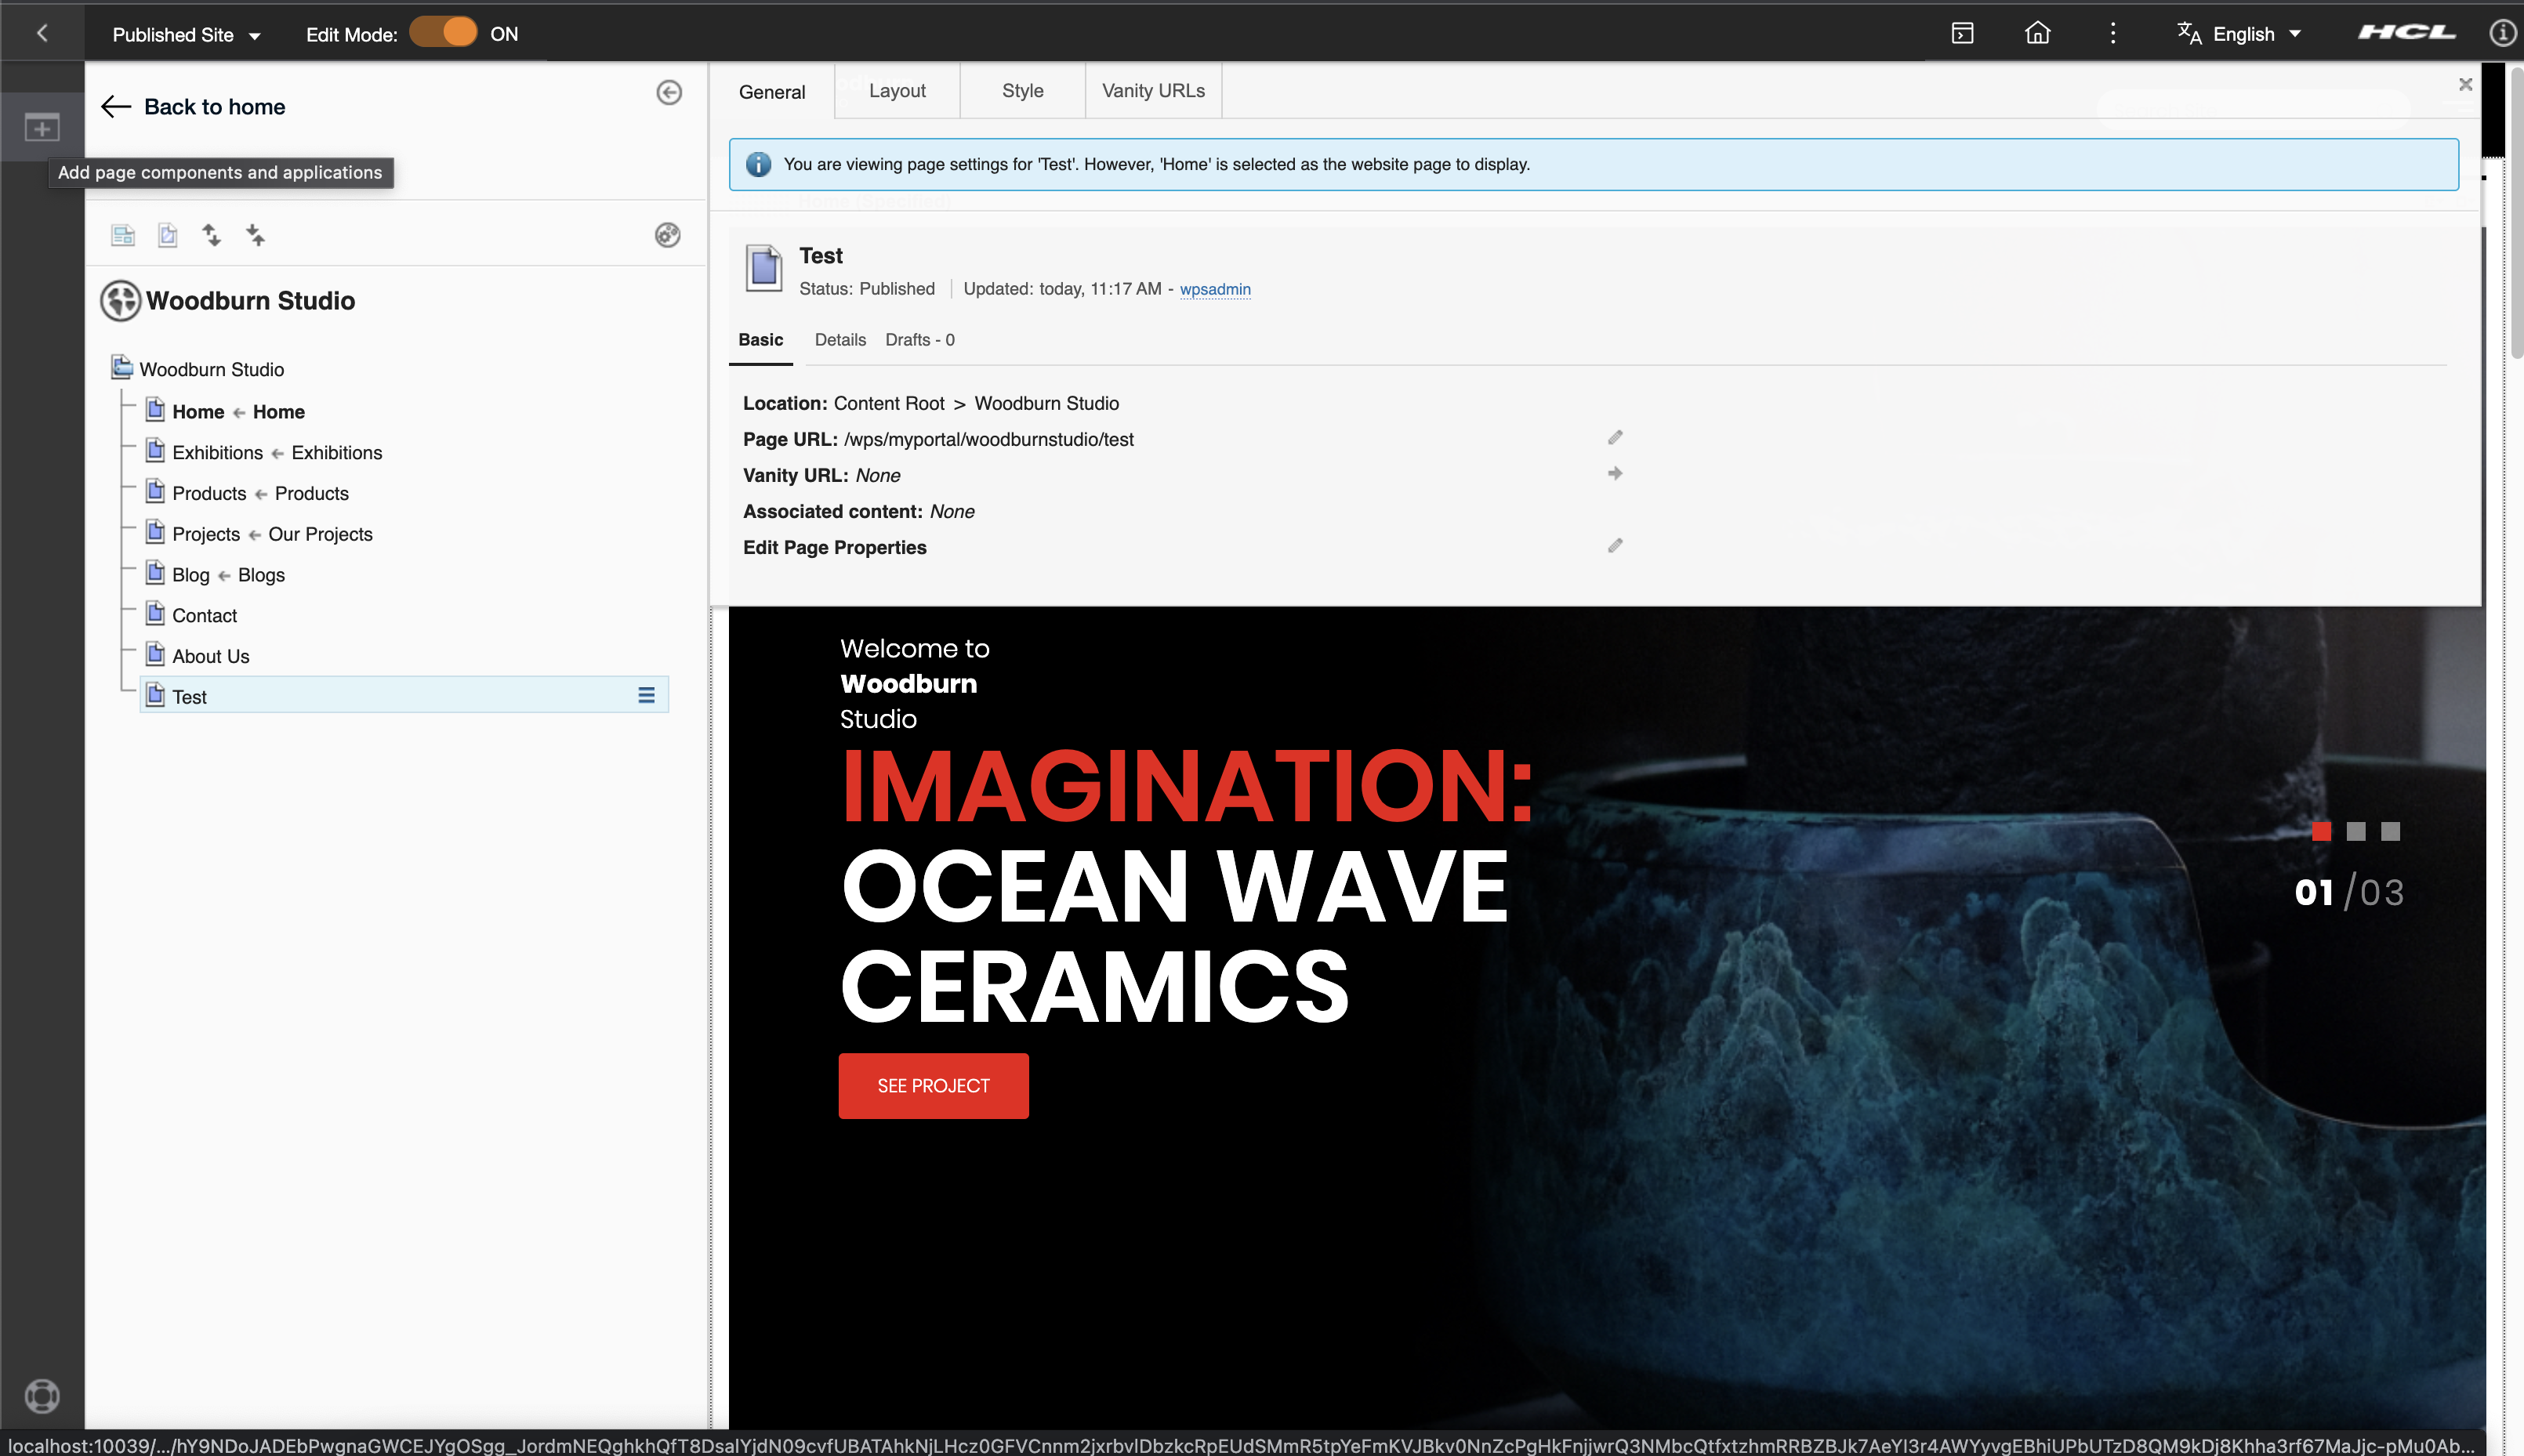 Published Site
Edit Mode: ON
English
HCL
Back to home
Add page components and applications
Woodburn Studio
Woodburn Studio
Home ← Home
Exhibitions ← Exhibitions
Products ← Products
Projects ← Our Projects
Blog ← Blogs
Contact
About Us
Test
General
Layout
Style
Vanity URLs
You are viewing page settings for 'Test'. However, 'Home' is selected as the website page to display.
Test
Status: Published | Updated: today, 11:17 AM - wpsadmin
Basic
Details
Drafts - 0
Location: Content Root > Woodburn Studio
Page URL: /wps/myportal/woodburnstudio/test
Vanity URL: None
Associated content: None
Edit Page Properties
Welcome to
Woodburn
Studio
IMAGINATION:
OCEAN WAVE
CERAMICS
01 /03
SEE PROJECT